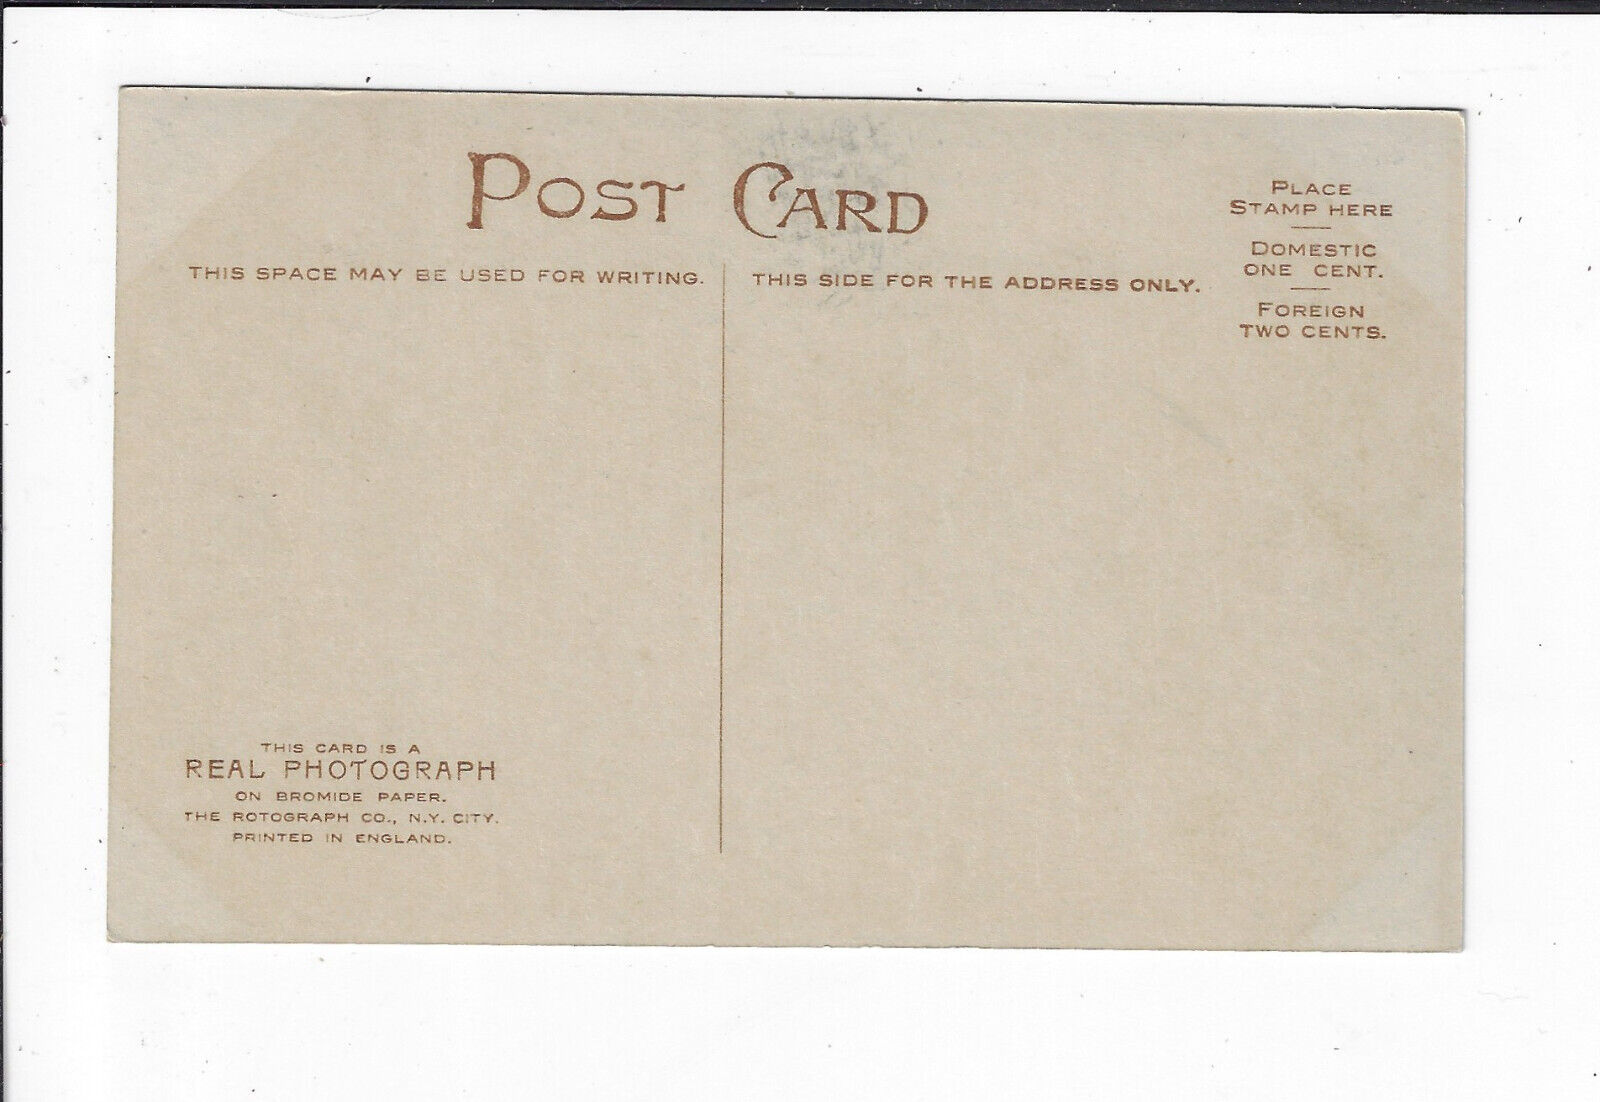 POST CARD
THIS SPACE MAY BE USED FOR WRITING.
THIS SIDE FOR THE ADDRESS ONLY.
PLACE
STAMP HERE
DOMESTIC
ONE CENT.
FOREIGN
TWO CENTS.
THIS CARD IS A
REAL PHOTOGRAPH
ON BROMIDE PAPER.
THE ROTOGRAPH CO., N.Y. CITY.
PRINTED IN ENGLAND.